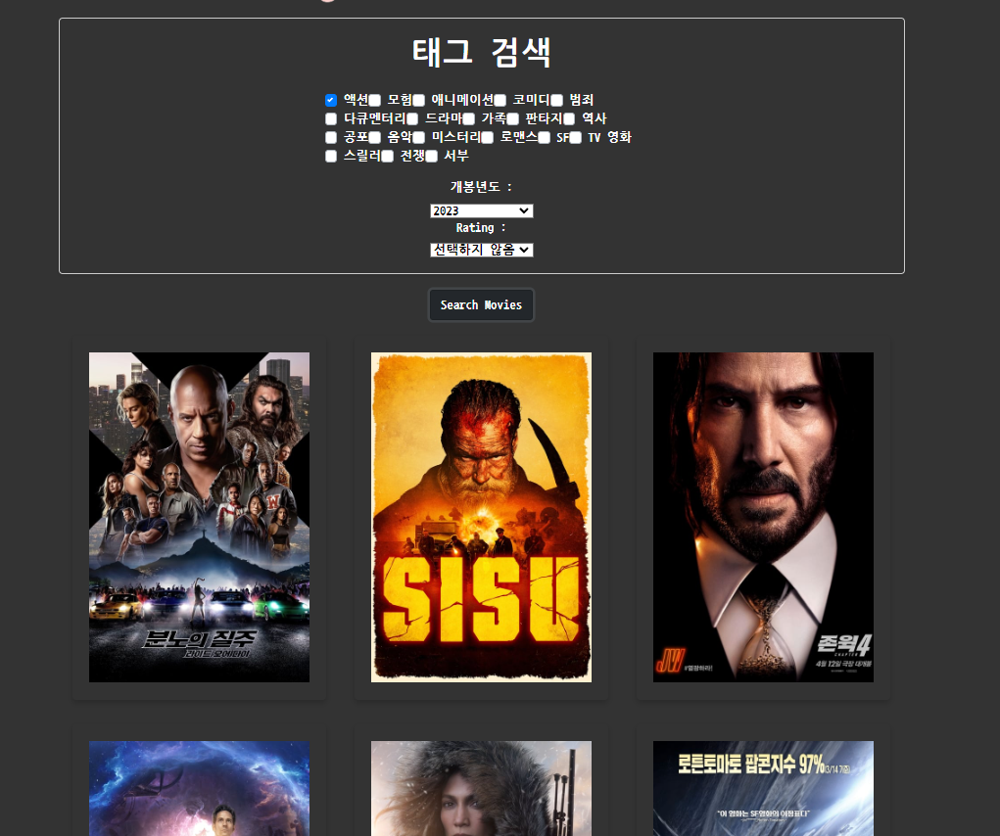 태그 검색
액션 모험 애니메이션 코미디 범죄
다큐멘터리 드라마 가족 판타지 역사
공포 음악 미스터리 로맨스 SF TV 영화
스릴러 전쟁 서부
개봉년도 :
2023
Rating :
선택하지 않음
Search Movies
분노의 질주
라이드 오어 다이
SISU
존윅4
CHAPTER
4월 12일 극장 대개봉
JW
로튼토마토 팝콘지수 97%(3/14 기준)
"이 영화는 SF영화의 이정표다"